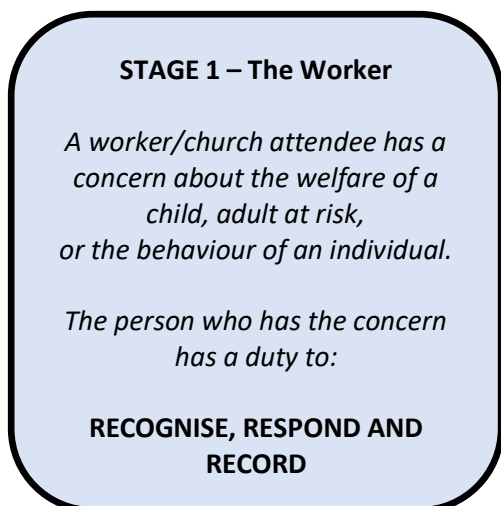 STAGE 1 – The Worker
A worker/church attendee has a
concern about the welfare of a
child, adult at risk,
or the behaviour of an individual.
The person who has the concern
has a duty to:
RECOGNISE, RESPOND AND
RECORD